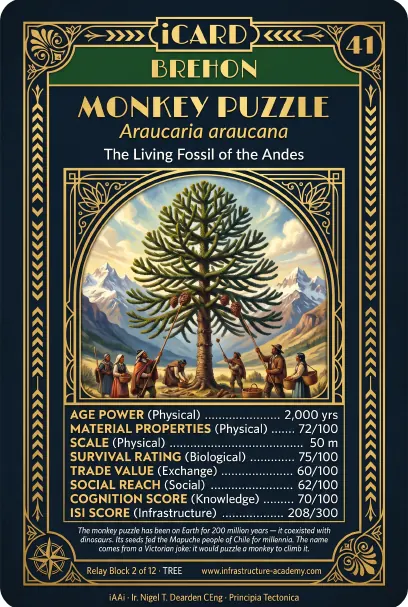 iCARD
41
BREHON
MONKEY PUZZLE
Araucaria araucana
The Living Fossil of the Andes
AGE POWER (Physical) ..................... 2,000 yrs
MATERIAL PROPERTIES (Physical) ....... 72/100
SCALE (Physical) ..................................... 50 m
SURVIVAL RATING (Biological) ............. 75/100
TRADE VALUE (Exchange) ................... 60/100
SOCIAL REACH (Social) ....................... 62/100
COGNITION SCORE (Knowledge) ........ 70/100
ISI SCORE (Infrastructure) ................. 208/300
The monkey puzzle has been on Earth for 200 million years — it coexisted with
dinosaurs. Its seeds fed the Mapuche people of Chile for millenia. The name
comes from a Victorian joke: it would puzzle a monkey to climb it.
Relay Block 2 of 12 · TREE www.infrastructure-academy.com
iAAi · Ir. Nigel T. Dearden CEng · Principia Tectonica